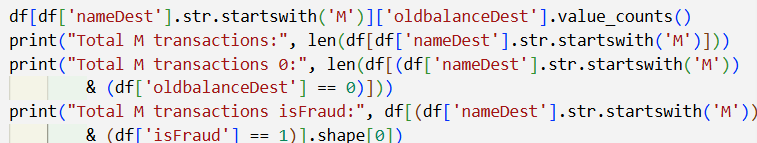 df[df['nameDest'].str.startswith('M')]['oldbalanceDest'].value_counts()
print("Total M transactions:", len(df[df['nameDest'].str.startswith('M')]))
print("Total M transactions 0:", len(df[(df['nameDest'].str.startswith('M'))
        & (df['oldbalanceDest'] == 0)]))
print("Total M transactions isFraud:", df[(df['nameDest'].str.startswith('M'))
        & (df['isFraud'] == 1)].shape[0])